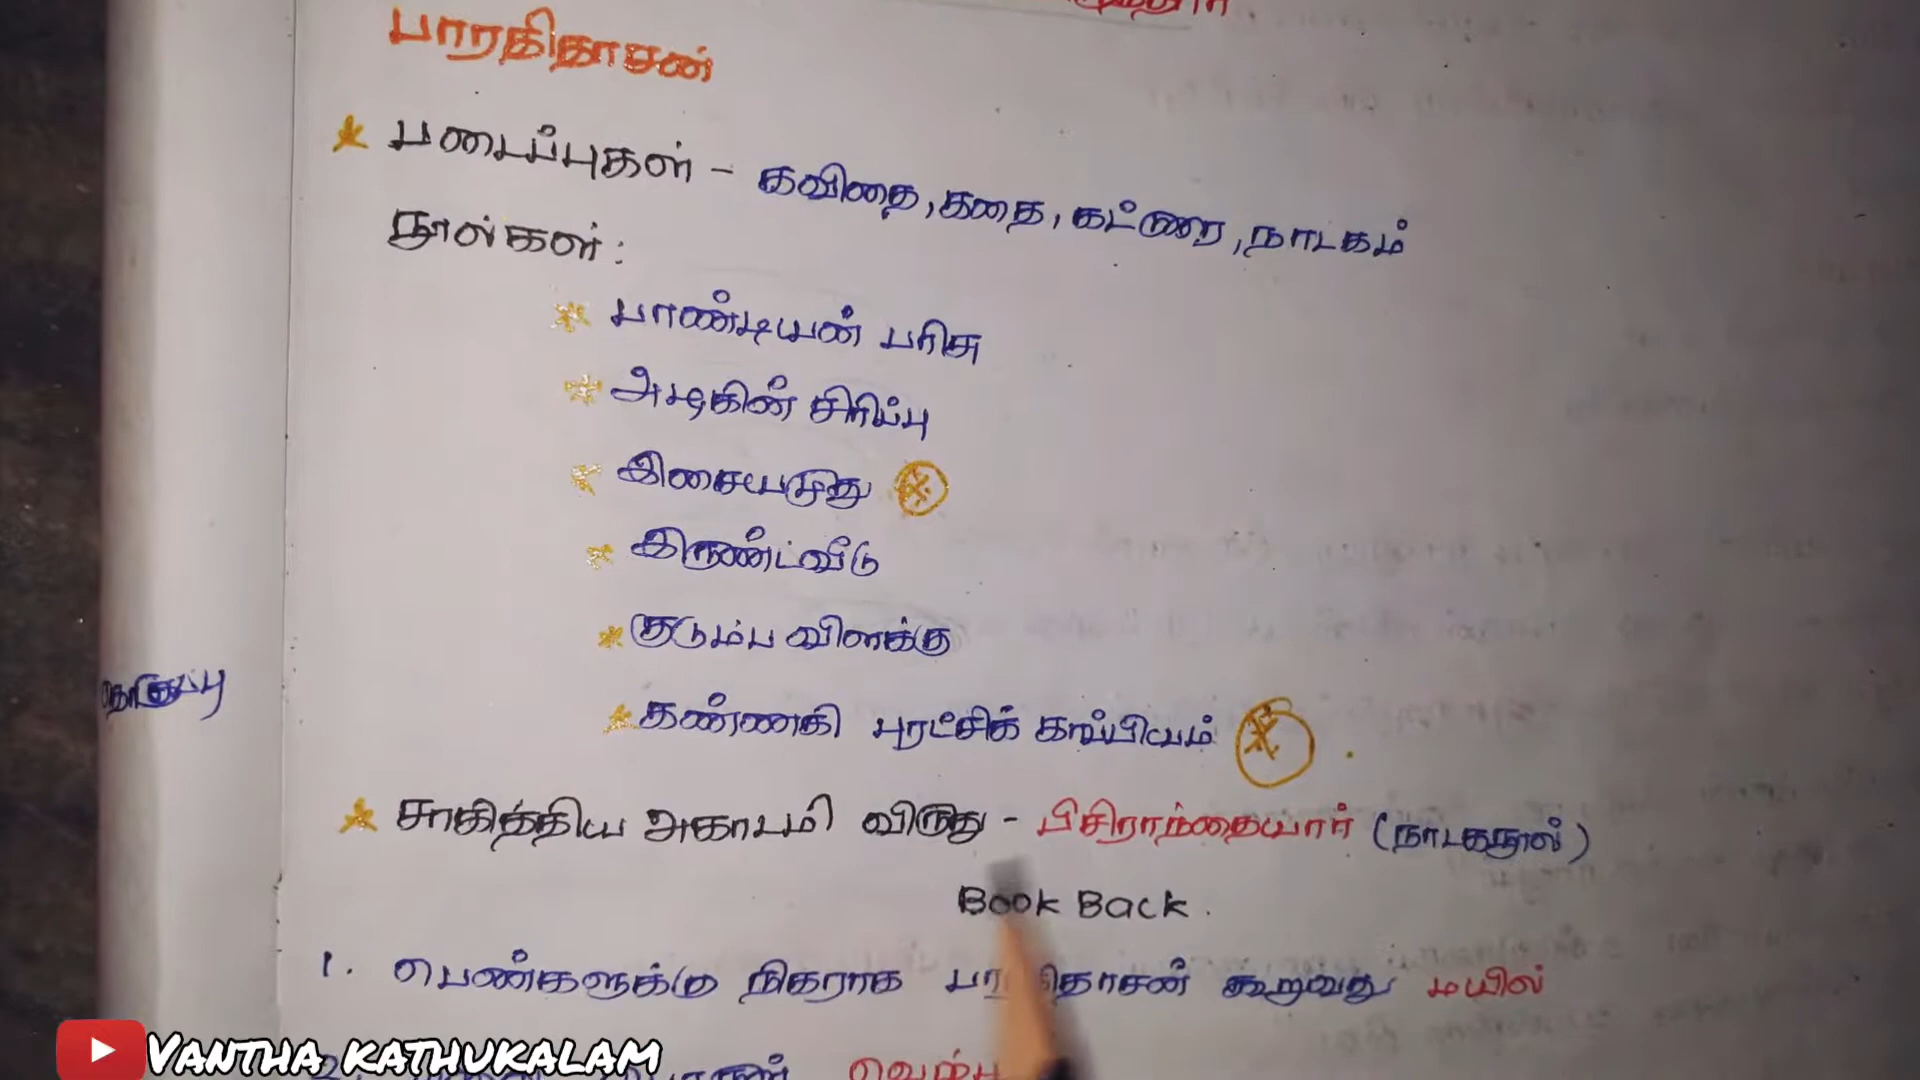 பாரதிதாசன்
படைப்புகள் - கவிதை, கதை, கட்டுரை, நாடகம்
நூல்கள் :
பாண்டியன் பரிசு
அழகின் சிரிப்பு
இசையமுது
இருண்டவீடு
குடும்ப விளக்கு
தொகுப்பு
கண்ணகி புரட்சிக் காப்பியம்
சாகித்திய அகாடமி விருது - பிசிராந்தையார் (நாடகநூல்)
Book Back.
1. பெண்களுக்கு நிகராக பாரதிதாசன் கூறுவது மயில்
VANTHA KATHUKALAM